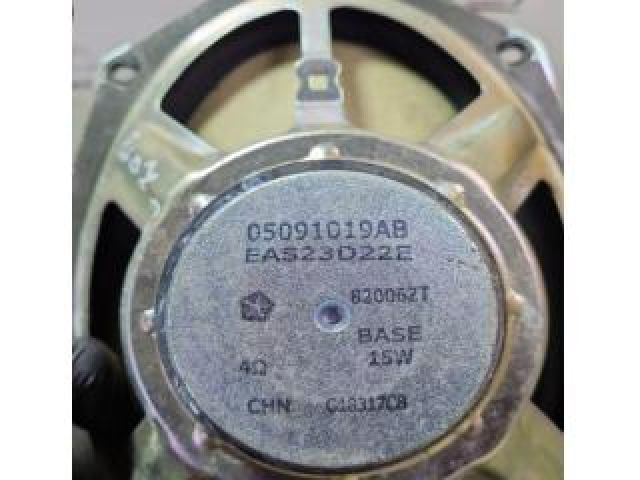 05091019AB
EAS23D22E
820062T
BASE
4Ω 15W
CHN C18317CB